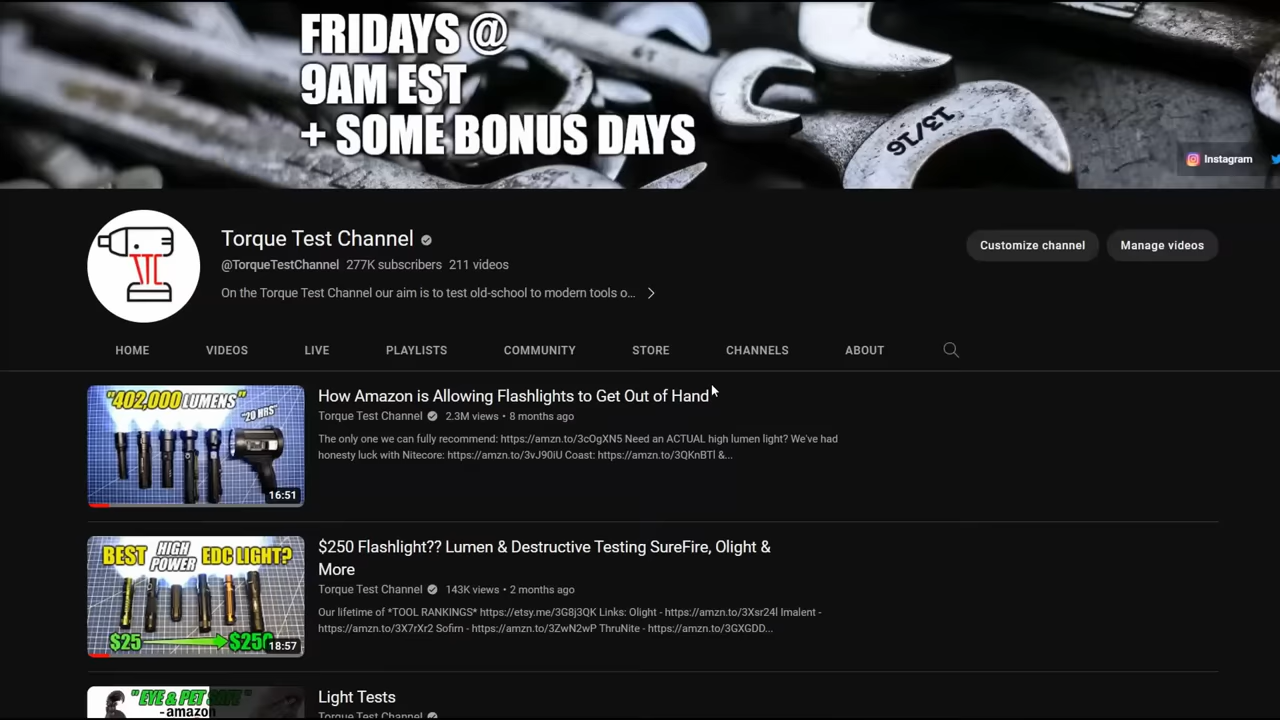 FRIDAYS @
9AM EST
+ SOME BONUS DAYS
13/16
Instagram
Torque Test Channel
@TorqueTestChannel 277K subscribers 211 videos
On the Torque Test Channel our aim is to test old-school to modern tools o...
Customize channel
Manage videos
HOME
VIDEOS
LIVE
PLAYLISTS
COMMUNITY
STORE
CHANNELS
ABOUT
"402,000 LUMENS"
"20 HRS"
16:51
How Amazon is Allowing Flashlights to Get Out of Hand
Torque Test Channel 2.3M views • 8 months ago
The only one we can fully recommend: https://amzn.to/3cOgXN5 Need an ACTUAL high lumen light? We've had
honesty luck with Nitecore: https://amzn.to/3vJ90iU Coast: https://amzn.to/3QKnBTl &...
BEST HIGH POWER EDC LIGHT?
$25
$250
18:57
$250 Flashlight?? Lumen & Destructive Testing SureFire, Olight &
More
Torque Test Channel 143K views • 2 months ago
Our lifetime of *TOOL RANKINGS* https://etsy.me/3G8j3QK Links: Olight - https://amzn.to/3Xsr24l Imalent -
https://amzn.to/3X7rXr2 Sofirn - https://amzn.to/3ZwN2wP ThruNite - https://amzn.to/3GXGDD...
"EYE & PET SAFE"
-amazon
Light Tests
Torque Test Channel